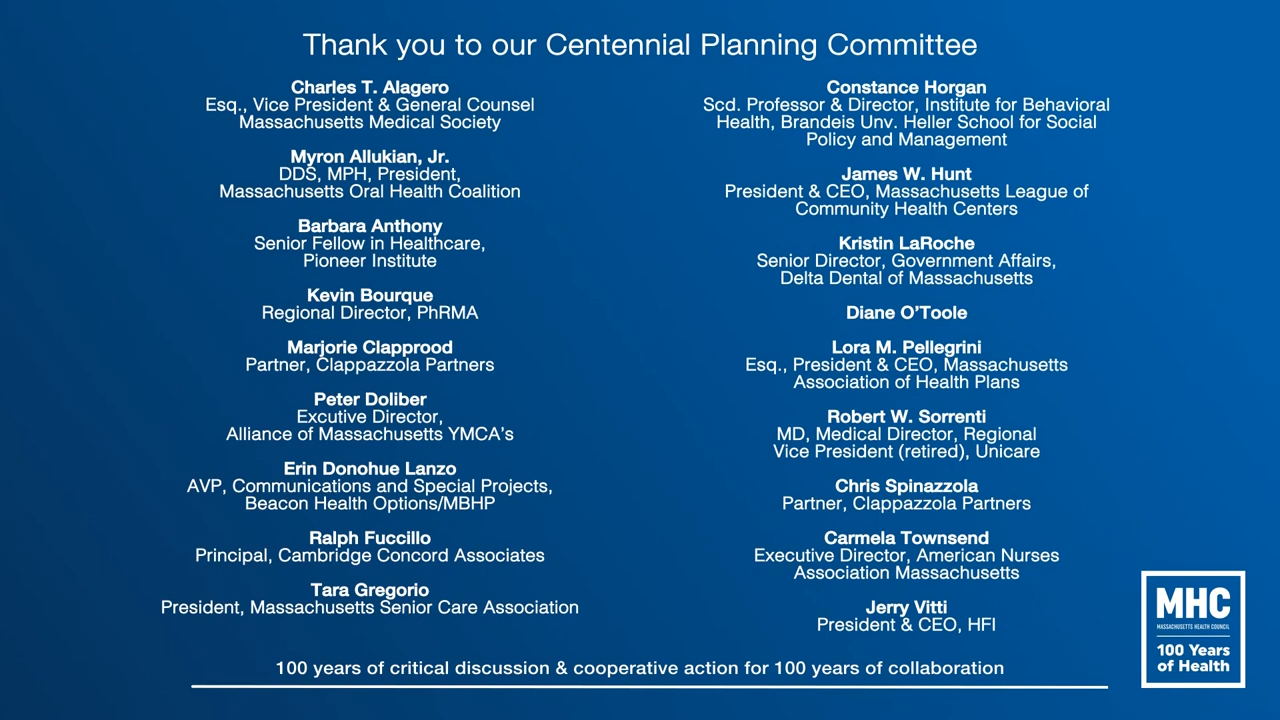 Thank you to our Centennial Planning Committee
Charles T. Alagero
Esq., Vice President & General Counsel
Massachusetts Medical Society
Myron Allukian, Jr.
DDS, MPH, President,
Massachusetts Oral Health Coalition
Barbara Anthony
Senior Fellow in Healthcare,
Pioneer Institute
Kevin Bourque
Regional Director, PhRMA
Marjorie Clapprood
Partner, Clappazzola Partners
Peter Doliber
Excutive Director,
Alliance of Massachusetts YMCA's
Erin Donohue Lanzo
AVP, Communications and Special Projects,
Beacon Health Options/MBHP
Ralph Fuccillo
Principal, Cambridge Concord Associates
Tara Gregorio
President, Massachusetts Senior Care Association
Constance Horgan
Scd. Professor & Director, Institute for Behavioral
Health, Brandeis Unv. Heller School for Social
Policy and Management
James W. Hunt
President & CEO, Massachusetts League of
Community Health Centers
Kristin LaRoche
Senior Director, Government Affairs,
Delta Dental of Massachusetts
Diane O'Toole
Lora M. Pellegrini
Esq., President & CEO, Massachusetts
Association of Health Plans
Robert W. Sorrenti
MD, Medical Director, Regional
Vice President (retired), Unicare
Chris Spinazzola
Partner, Clappazzola Partners
Carmela Townsend
Executive Director, American Nurses
Association Massachusetts
Jerry Vitti
President & CEO, HFI
100 years of critical discussion & cooperative action for 100 years of collaboration
MHC
MASSACHUSETTS HEALTH COUNCIL
100 Years
of Health